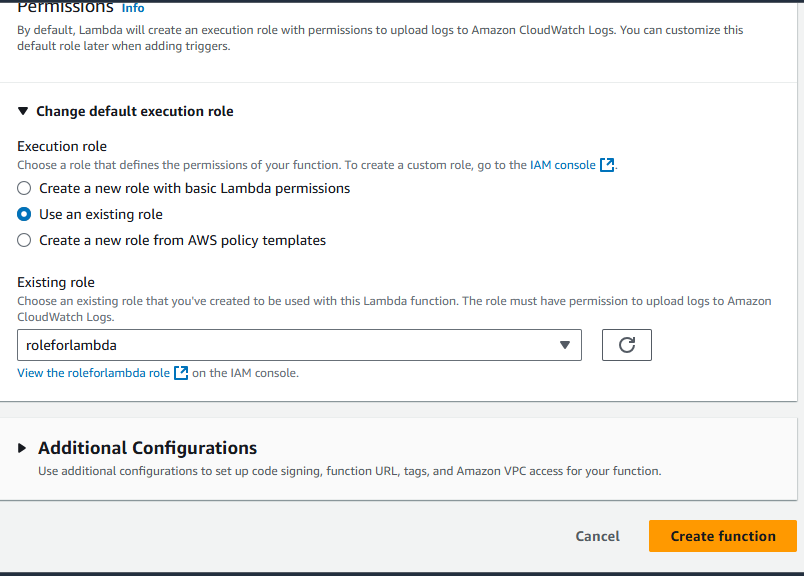 Permissions Info
By default, Lambda will create an execution role with permissions to upload logs to Amazon CloudWatch Logs. You can customize this
default role later when adding triggers.
Change default execution role
Execution role
Choose a role that defines the permissions of your function. To create a custom role, go to the IAM console.
Create a new role with basic Lambda permissions
Use an existing role
Create a new role from AWS policy templates
Existing role
Choose an existing role that you've created to be used with this Lambda function. The role must have permission to upload logs to Amazon
CloudWatch Logs.
roleforlambda
View the roleforlambda role on the IAM console.
Additional Configurations
Use additional configurations to set up code signing, function URL, tags, and Amazon VPC access for your function.
Cancel Create function